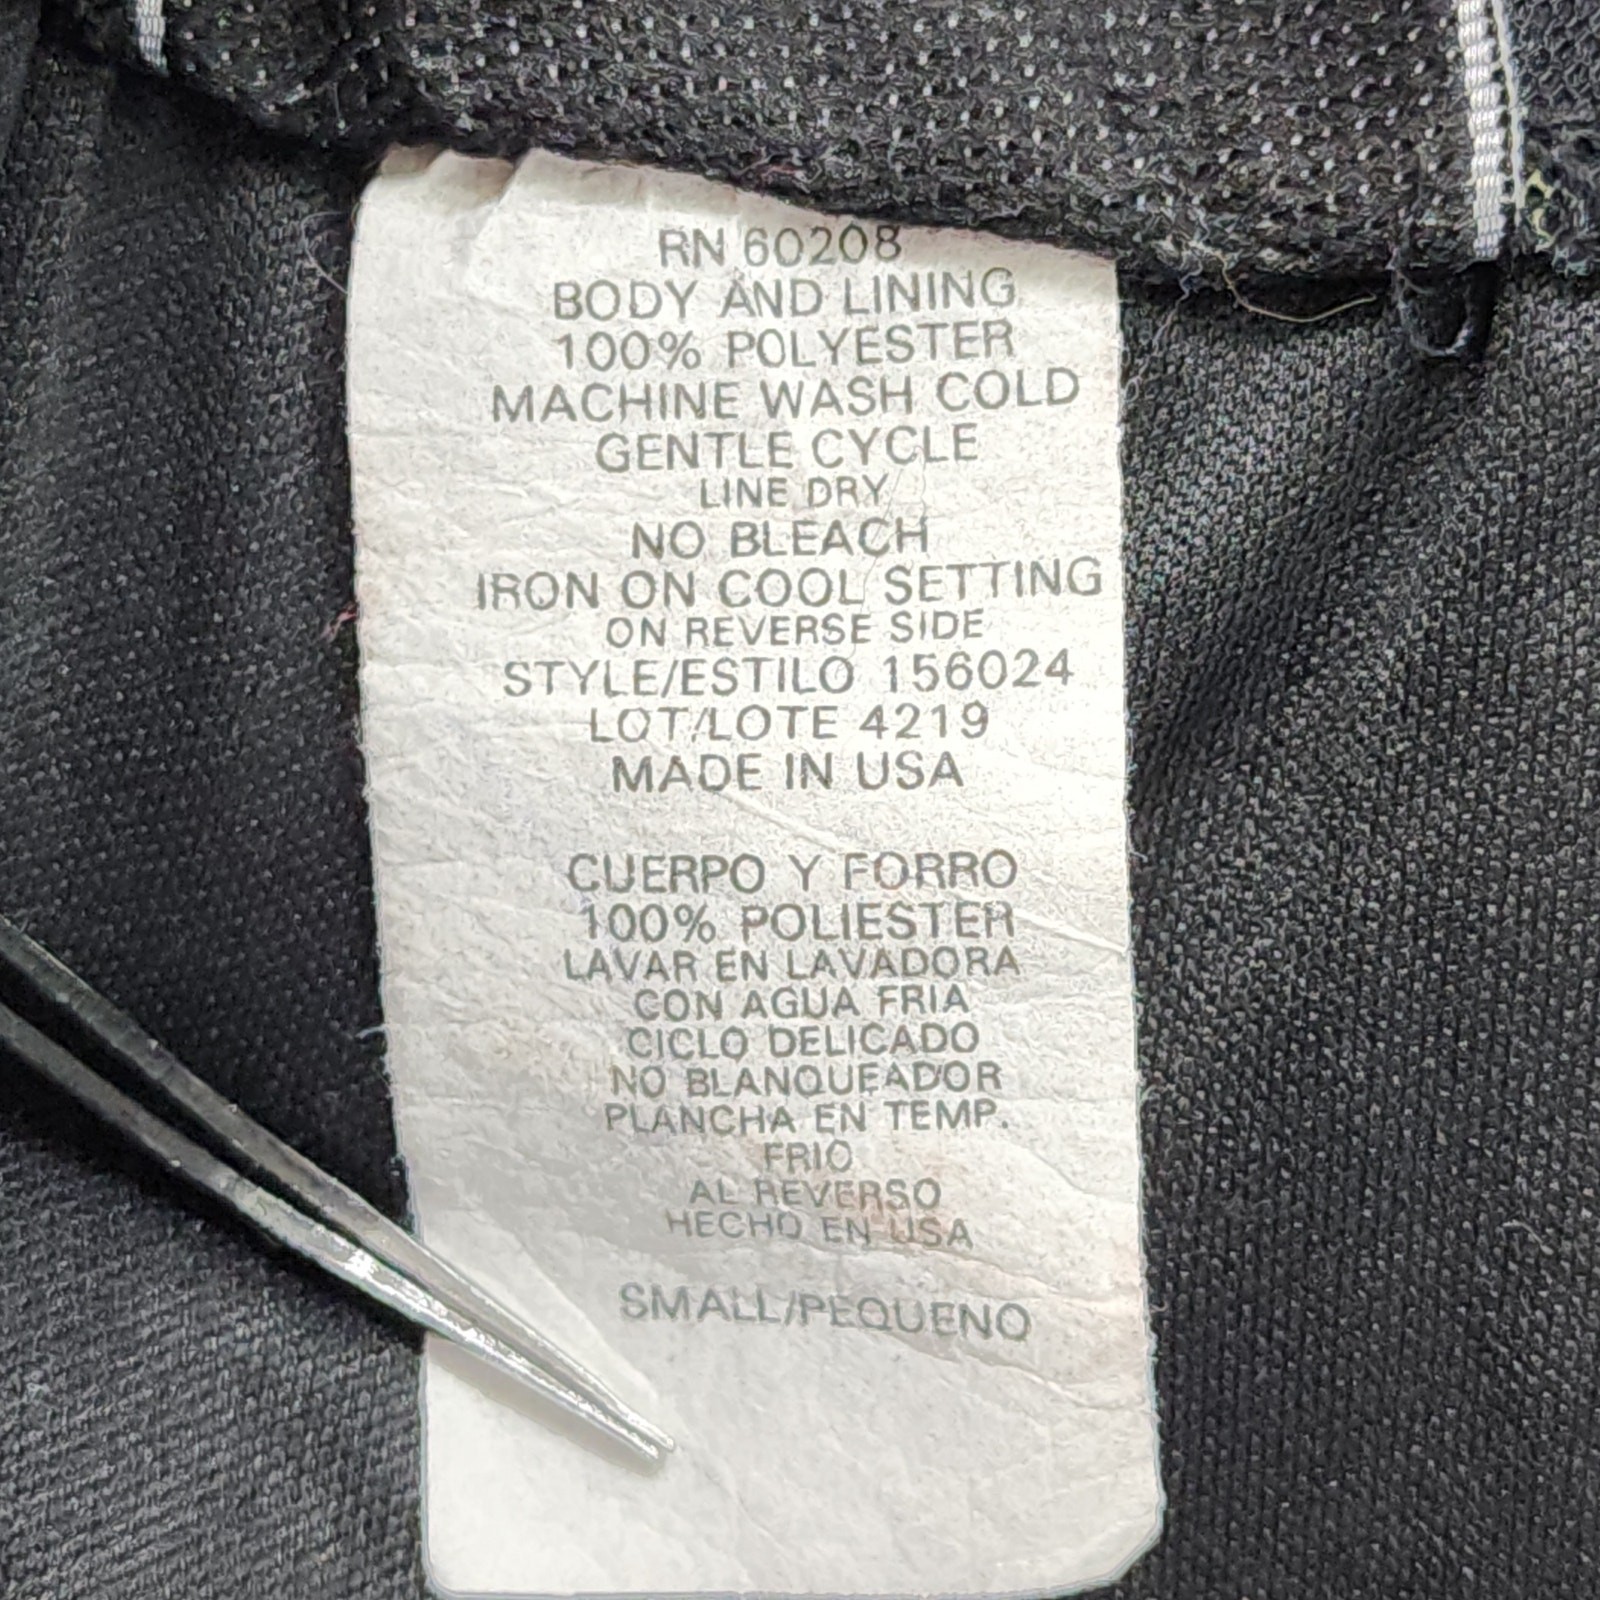 RN 60208
BODY AND LINING
100% POLYESTER
MACHINE WASH COLD
GENTLE CYCLE
LINE DRY
NO BLEACH
IRON ON COOL SETTING
ON REVERSE SIDE
STYLE/ESTILO 156024
LOT/LOTE 4219
MADE IN USA
CUERPO Y FORRO
100% POLIESTER
LAVAR EN LAVADORA
CON AGUA FRIA
CICLO DELICADO
NO BLANQUEADOR
PLANCHA EN TEMP.
FRIO
AL REVERSO
HECHO EN USA
SMALL/PEQUENO